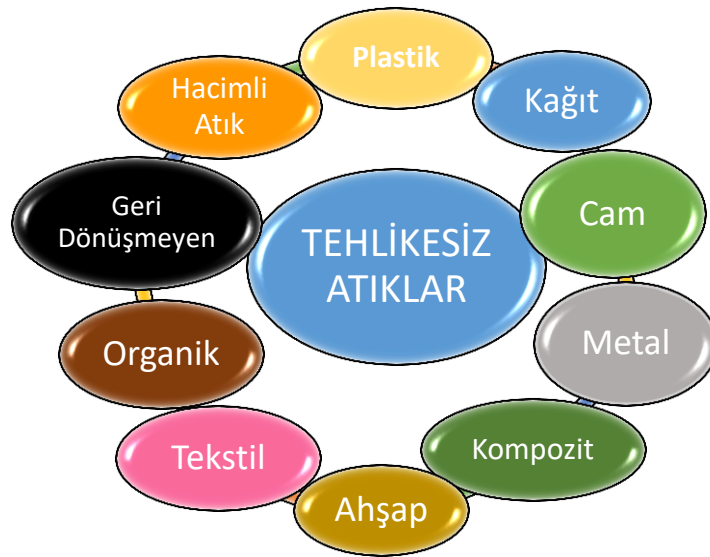 Plastik
Kağıt
Cam
Metal
Kompozit
Ahşap
Tekstil
Organik
Geri
Dönüşmeyen
Hacimli
Atık
TEHLİKESİZ
ATIKLAR